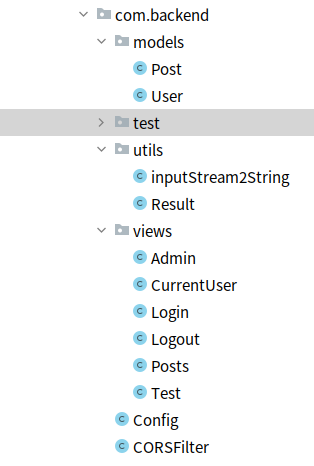 com.backend
models
Post
User
test
utils
inputStream2String
Result
views
Admin
CurrentUser
Login
Logout
Posts
Test
Config
CORSFilter